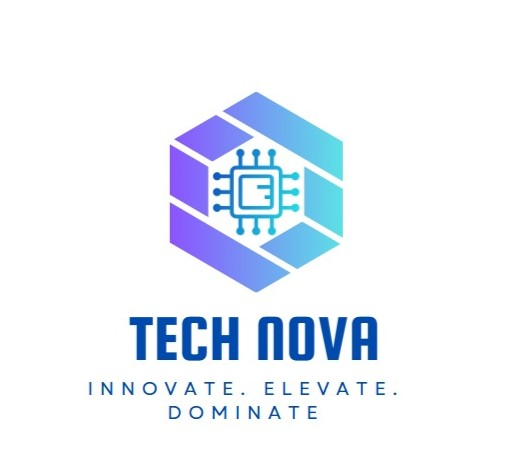 TECH NOVA
INNOVATE. ELEVATE.
DOMINATE